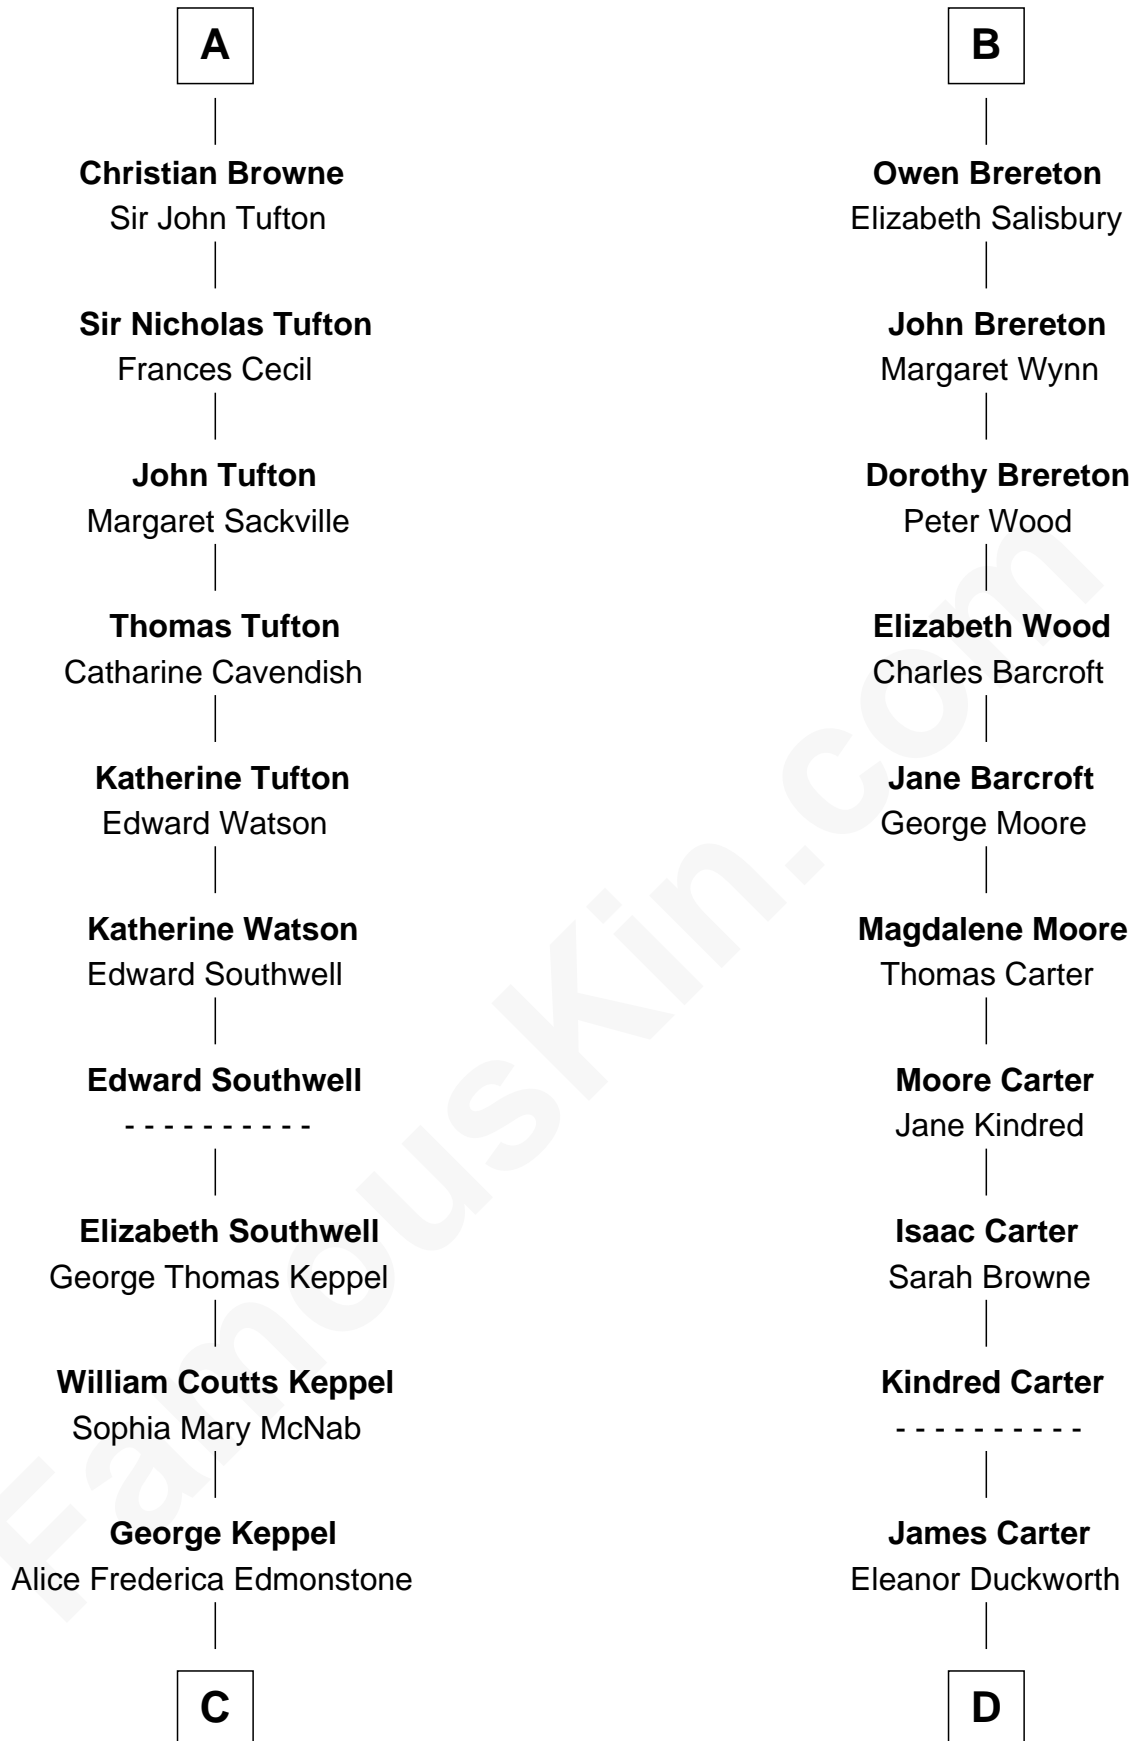 A
Christian Browne
Sir John Tufton
Sir Nicholas Tufton
Frances Cecil
John Tufton
Margaret Sackville
Thomas Tufton
Catharine Cavendish
Katherine Tufton
Edward Watson
Katherine Watson
Edward Southwell
Edward Southwell
- - - - - - - - - -
Elizabeth Southwell
George Thomas Keppel
William Coutts Keppel
Sophia Mary McNab
George Keppel
Alice Frederica Edmonstone
C
B
Owen Brereton
Elizabeth Salisbury
John Brereton
Margaret Wynn
Dorothy Brereton
Peter Wood
Elizabeth Wood
Charles Barcroft
Jane Barcroft
George Moore
Magdalene Moore
Thomas Carter
Moore Carter
Jane Kindred
Isaac Carter
Sarah Browne
Kindred Carter
- - - - - - - - - -
James Carter
Eleanor Duckworth
D
FamousKin.com